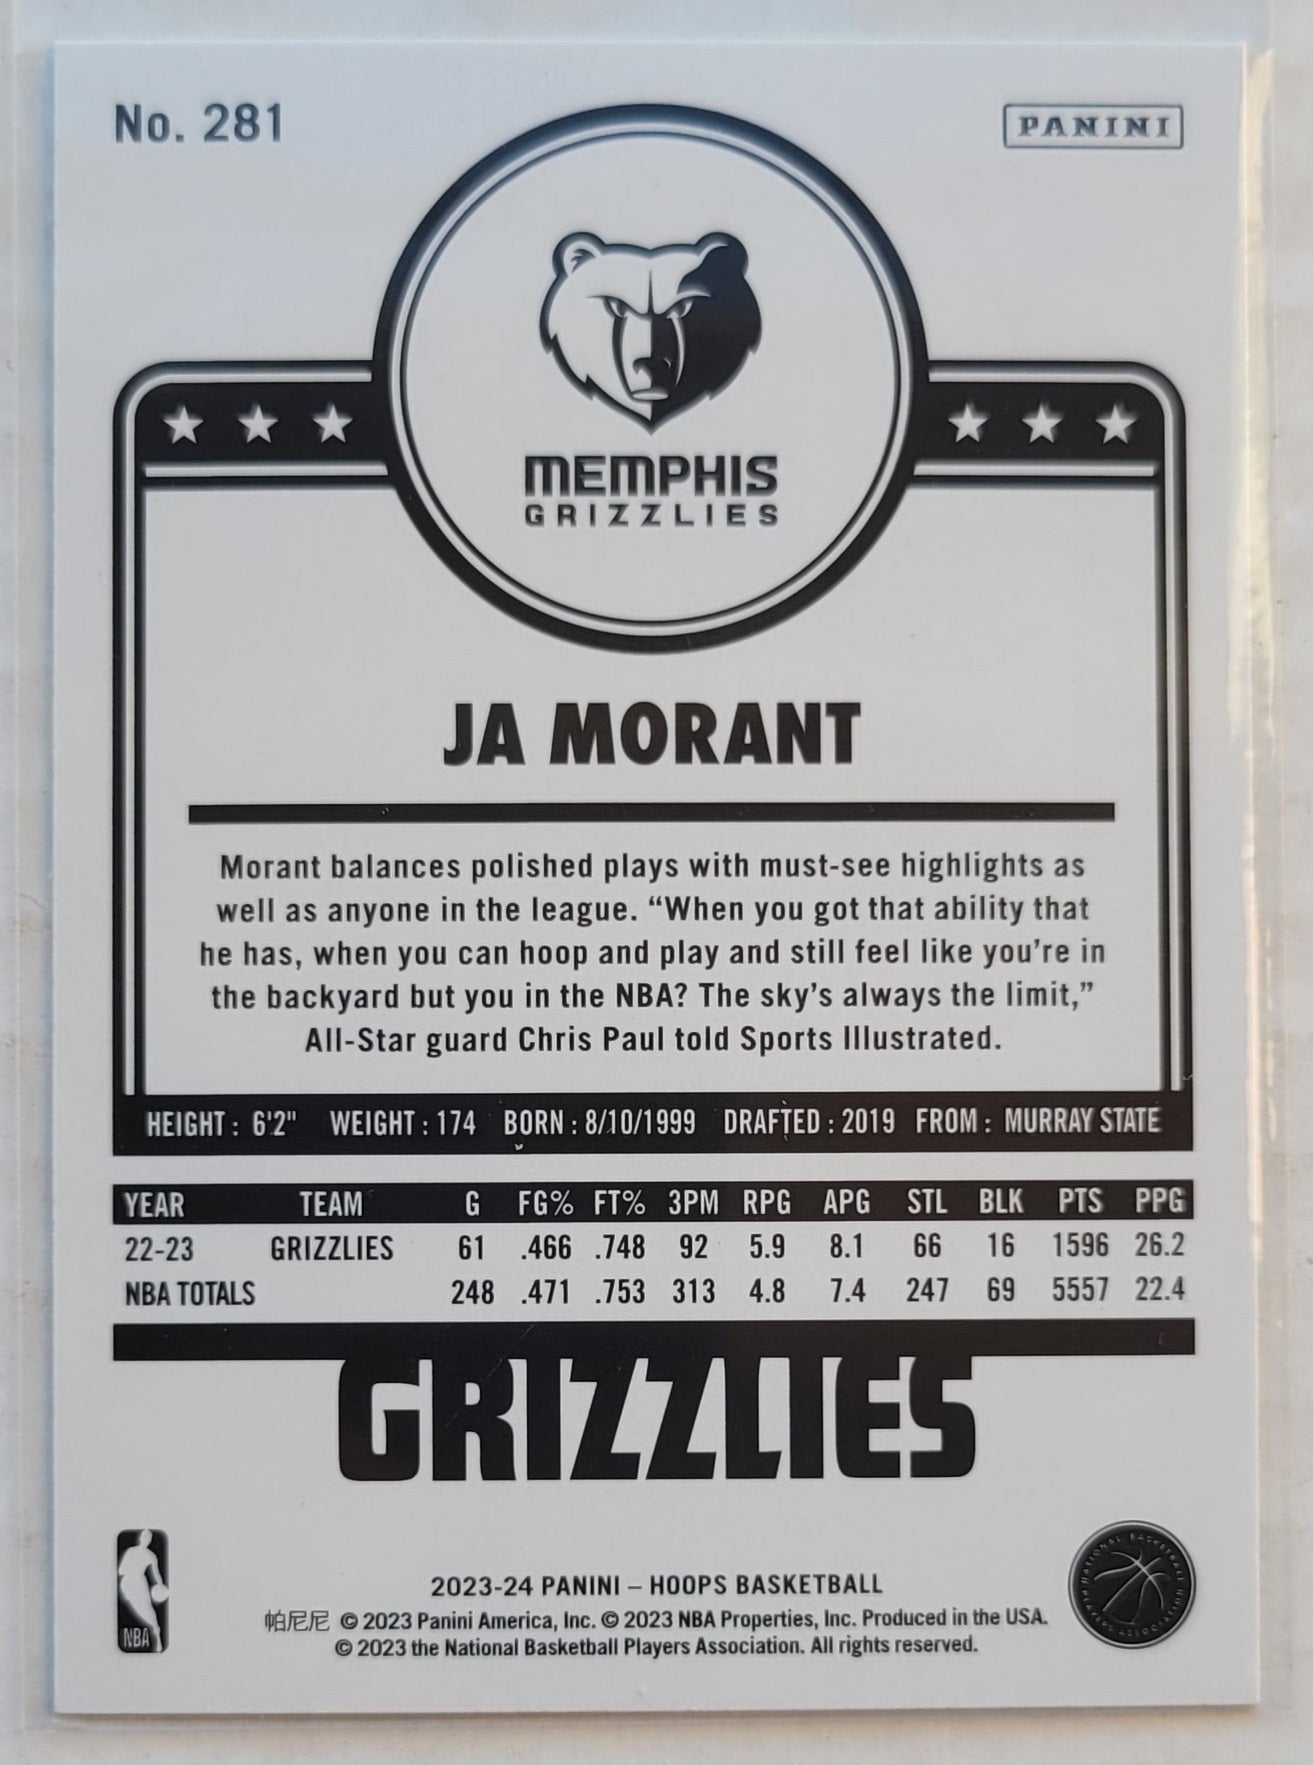 No. 281
PANINI
MEMPHIS
GRIZZLIES
JA MORANT
Morant balances polished plays with must-see highlights as
well as anyone in the league. “When you got that ability that
he has, when you can hoop and play and still feel like you’re in
the backyard but you in the NBA? The sky’s always the limit,”
All-Star guard Chris Paul told Sports Illustrated.
HEIGHT: 6'2" WEIGHT: 174 BORN: 8/10/1999 DRAFTED: 2019 FROM: MURRAY STATE
YEAR TEAM G FG% FT% 3PM RPG APG STL BLK PTS PPG
22-23 GRIZZLIES 61 .466 .748 92 5.9 8.1 66 16 1596 26.2
NBA TOTALS 248 .471 .753 313 4.8 7.4 247 69 5557 22.4
GRIZZLIES
NBA
NATIONAL BASKETBALL PLAYERS ASSOCIATION
2023-24 PANINI – HOOPS BASKETBALL
帕尼尼 © 2023 Panini America, Inc. © 2023 NBA Properties, Inc. Produced in the USA.
© 2023 the National Basketball Players Association. All rights reserved.